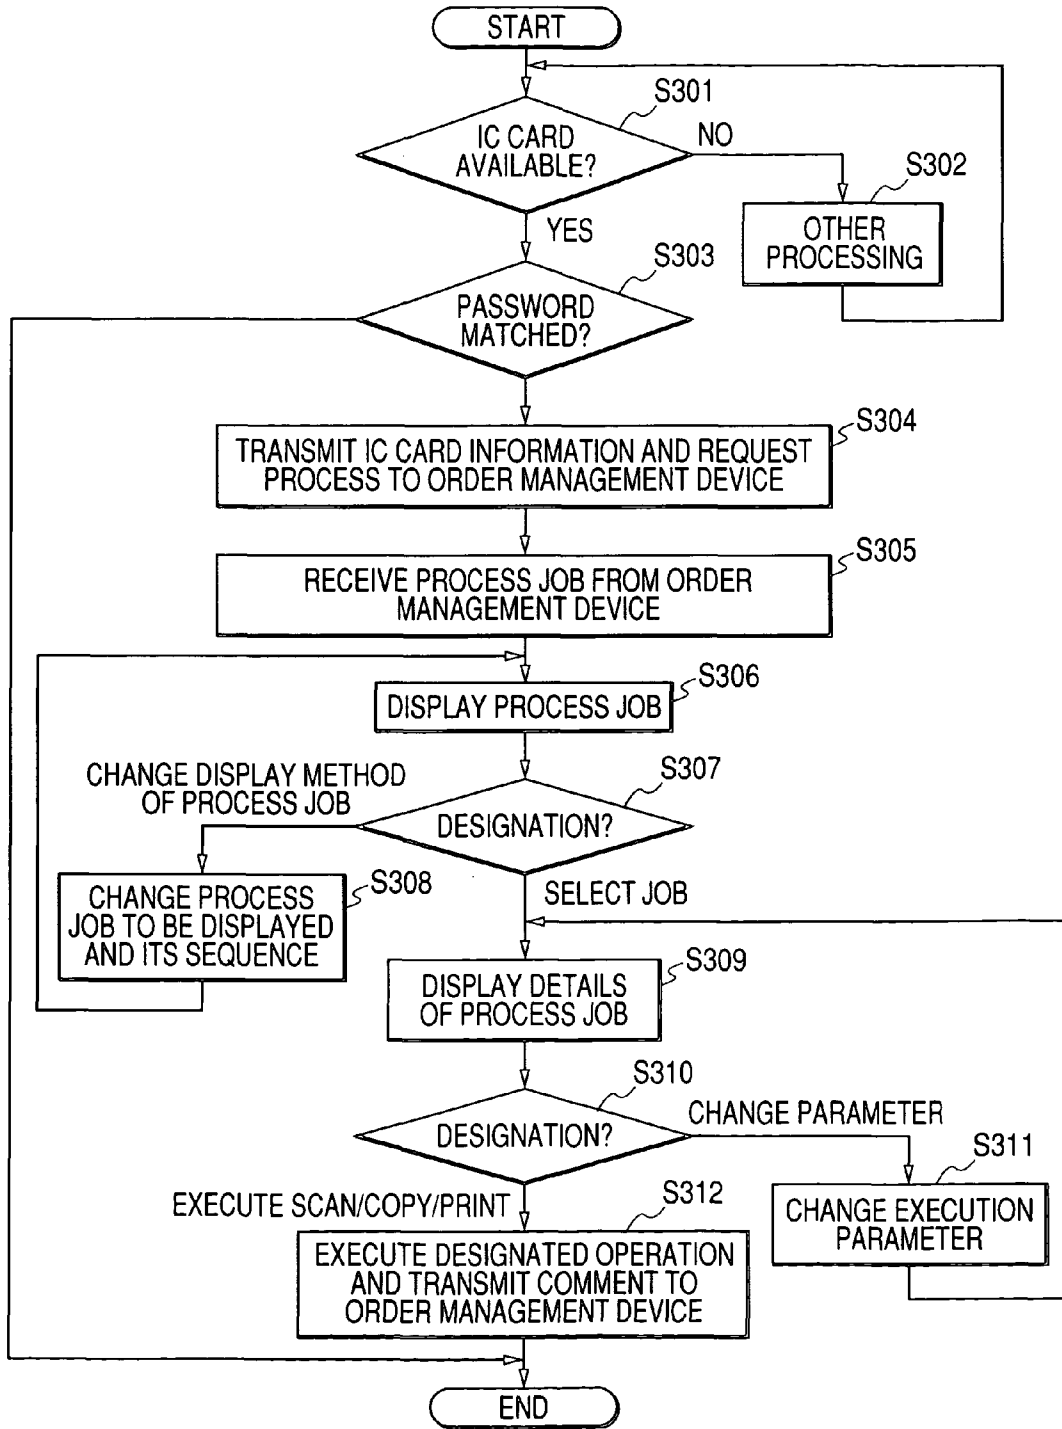 START
S301
IC CARD
AVAILABLE?
NO
S302
OTHER
PROCESSING
YES
S303
PASSWORD
MATCHED?
S304
TRANSMIT IC CARD INFORMATION AND REQUEST
PROCESS TO ORDER MANAGEMENT DEVICE
S305
RECEIVE PROCESS JOB FROM ORDER
MANAGEMENT DEVICE
S306
DISPLAY PROCESS JOB
S307
CHANGE DISPLAY METHOD
OF PROCESS JOB
DESIGNATION?
S308
CHANGE PROCESS
JOB TO BE DISPLAYED
AND ITS SEQUENCE
SELECT JOB
S309
DISPLAY DETAILS
OF PROCESS JOB
S310
DESIGNATION?
CHANGE PARAMETER
S311
CHANGE EXECUTION
PARAMETER
EXECUTE SCAN/COPY/PRINT
S312
EXECUTE DESIGNATED OPERATION
AND TRANSMIT COMMENT TO
ORDER MANAGEMENT DEVICE
END